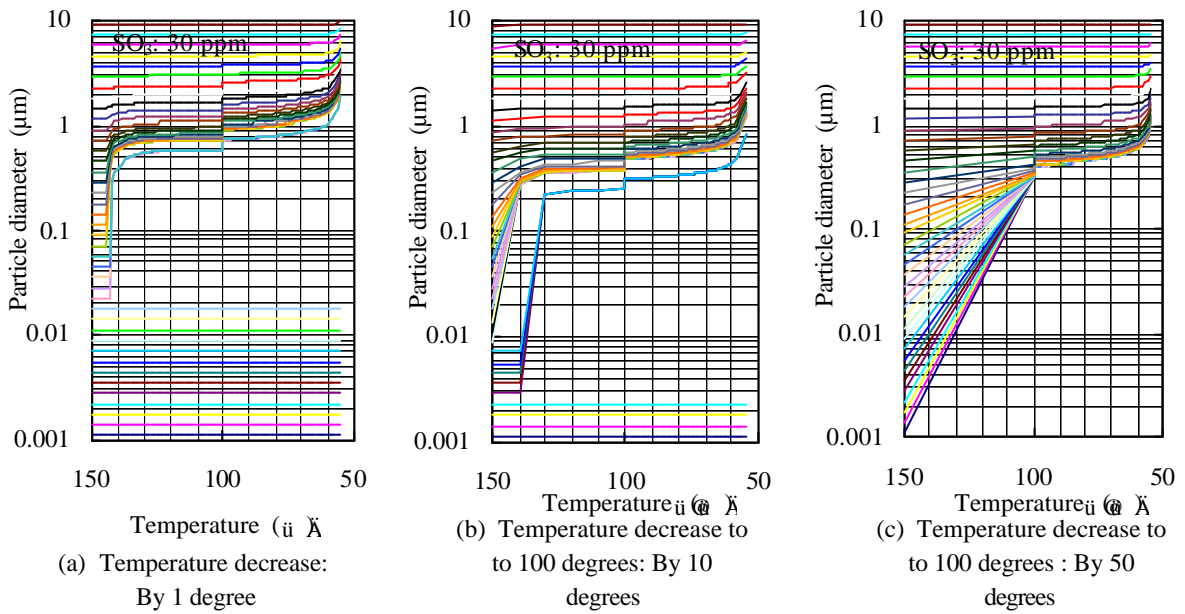 10
1
0.1
0.01
0.001
Particle diameter (μm)
SO3: 30 ppm
150
100
50
Temperature (
(a) Temperature decrease:
By 1 degree
10
1
0.1
0.01
0.001
Particle diameter (μm)
SO3: 30 ppm
150
100
50
Temperature
(b) Temperature decrease to
to 100 degrees: By 10
degrees
10
1
0.1
0.01
0.001
Particle diameter (μm)
SO3: 30 ppm
150
100
50
Temperature
(c) Temperature decrease to
to 100 degrees : By 50
degrees